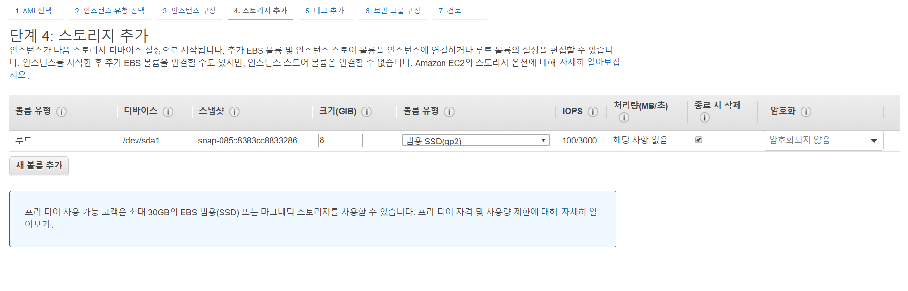 1. AMI 선택 2. 인스턴스 유형 선택 3. 인스턴스 구성 4. 스토리지 추가 5. 태그 추가 6. 보안 그룹 구성 7. 검토
단계 4: 스토리지 추가
인스턴스가 다음 스토리지 디바이스 설정으로 시작됩니다. 추가 EBS 볼륨 및 인스턴스 스토어 볼륨을 인스턴스에 연결하거나 루트 볼륨의 설정을 편집할 수 있습니
다. 인스턴스를 시작한 후 추가 EBS 볼륨을 연결할 수도 있지만, 인스턴스 스토어 볼륨은 연결할 수 없습니다. Amazon EC2의 스토리지 옵션에 대해 자세히 알아보십
시오.
볼륨 유형 디바이스 스냅샷 크기(GiB) 볼륨 유형 IOPS 처리량(MB/초) 종료 시 삭제 암호화
루트 /dev/sda1 snap-085c8383cc8833286 8 범용 SSD(gp2) 100/3000 해당 사항 없음 암호화되지 않음
새 볼륨 추가
프리 티어 사용 가능 고객은 최대 30GB의 EBS 범용(SSD) 또는 마그네틱 스토리지를 사용할 수 있습니다. 프리 티어 자격 및 사용량 제한에 대해 자세히 알
아보기.